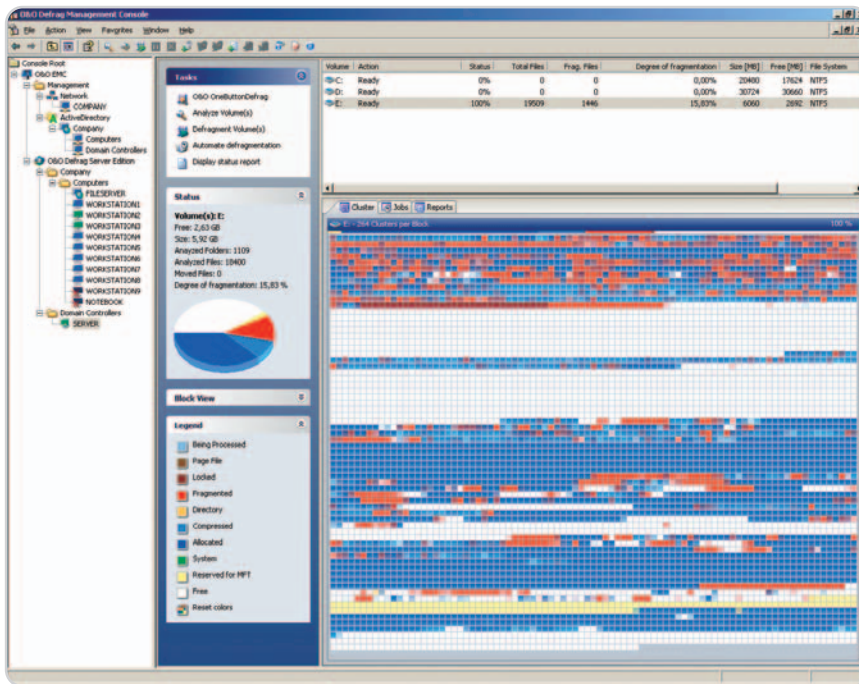 O&O Defrag Management Console
File Action View Favorites Window Help
Console Root
O&O EMC
Management
Network
COMPANY
ActiveDirectory
Company
Computers
Domain Controllers
O&O Defrag Server Edition
Company
Computers
FILESERVER
WORKSTATION1
WORKSTATION2
WORKSTATION3
WORKSTATION4
WORKSTATION5
WORKSTATION6
WORKSTATION7
WORKSTATION8
WORKSTATION9
NOTEBOOK
Domain Controllers
SERVER
Tasks
O&O OneButtonDefrag
Analyze Volume(s)
Defragment Volume(s)
Automate defragmentation
Display status report
Status
Volume(s): E:
Free: 2,63 GB
Size: 5,92 GB
Anayzed Folders: 1109
Analyzed Files: 18400
Moved Files: 0
Degree of fragmentation: 15,83 %
Block View
Legend
Being Processed
Page File
Locked
Fragmented
Directory
Compressed
Allocated
System
Reserved for MFT
Free
Reset colors
Volume Action Status Total Files Frag. Files Degree of fragmentation Size [MB] Free [MB] File System
C: Ready 0% 0 0 0,00% 20480 17624 NTFS
D: Ready 0% 0 0 0,00% 30724 30660 NTFS
E: Ready 100% 19509 1446 15,83% 6060 2692 NTFS
Cluster Jobs Reports
E: - 264 Clusters per Block 100 %